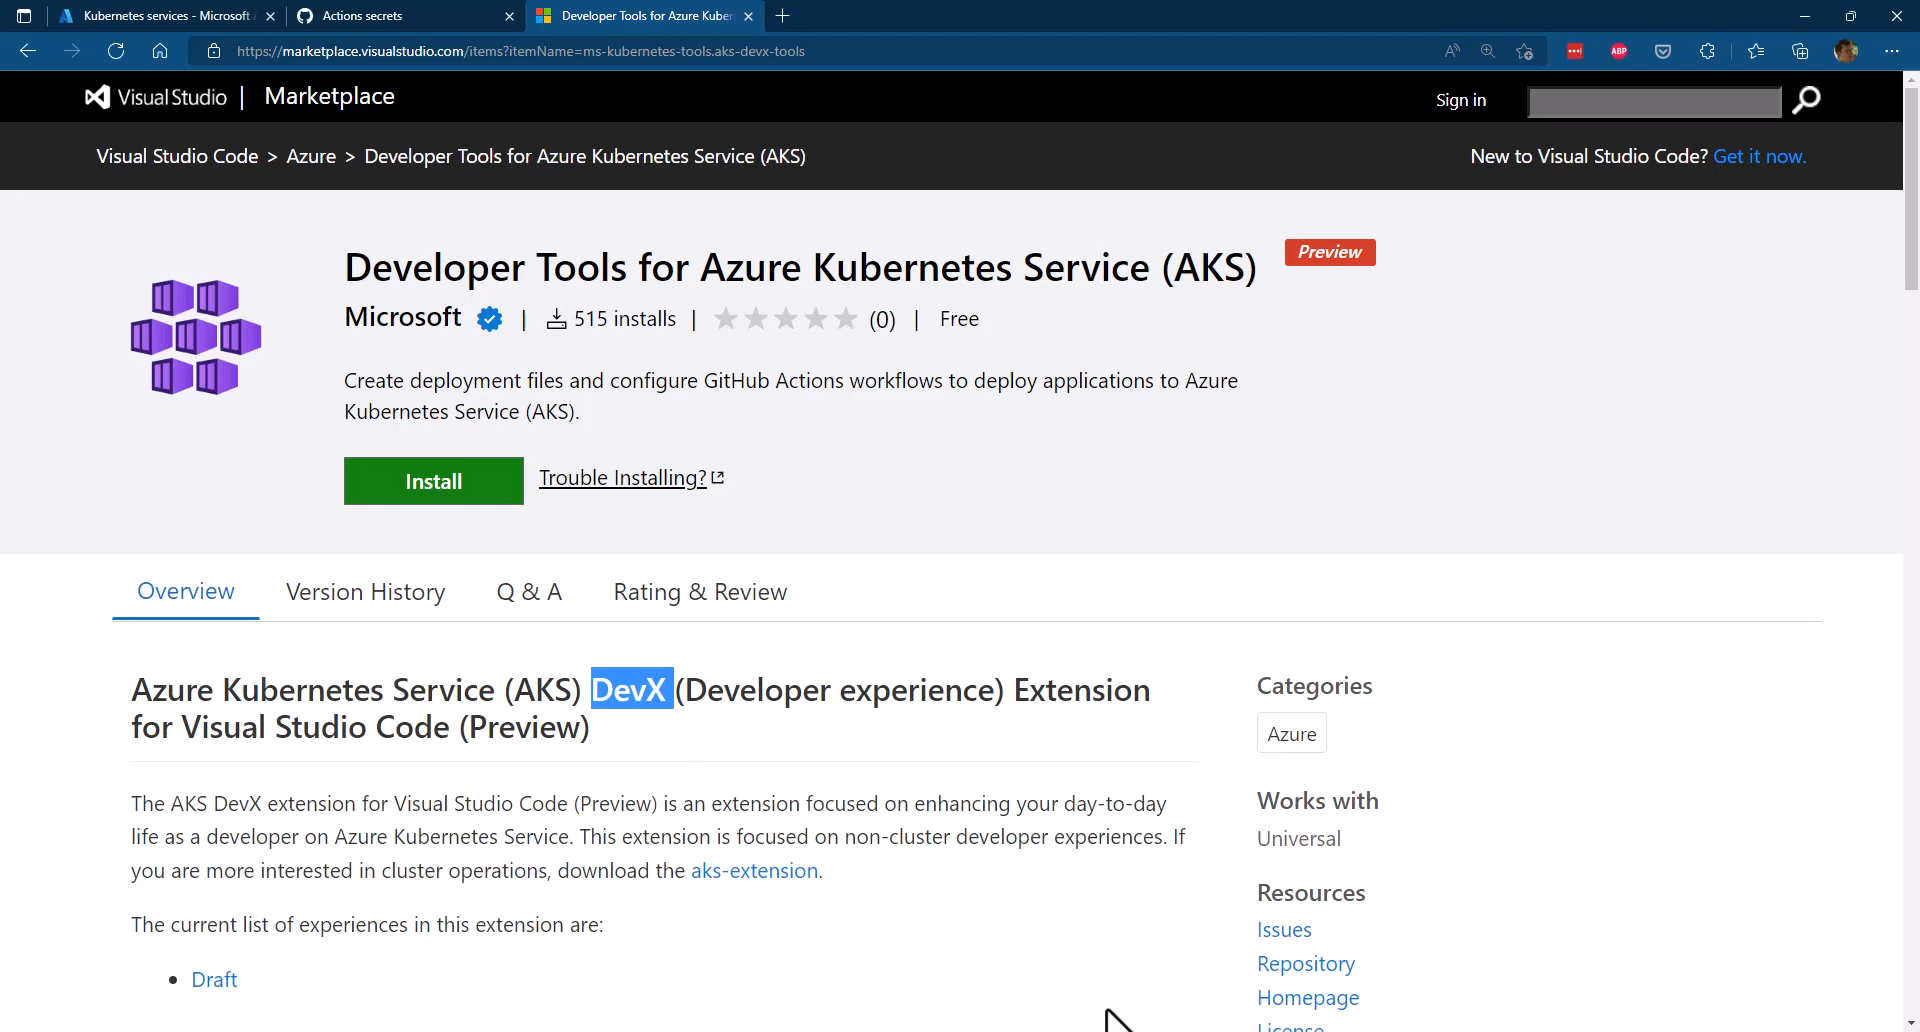 Kubernetes services - Microsoft A
Actions secrets
Developer Tools for Azure Kuber
https://marketplace.visualstudio.com/items?itemName=ms-kubernetes-tools.aks-devx-tools
ABP
Visual Studio | Marketplace
Sign in
Visual Studio Code > Azure > Developer Tools for Azure Kubernetes Service (AKS)
New to Visual Studio Code? Get it now.
Developer Tools for Azure Kubernetes Service (AKS)
Preview
Microsoft | 515 installs | (0) | Free
Create deployment files and configure GitHub Actions workflows to deploy applications to Azure
Kubernetes Service (AKS).
Install
Trouble Installing?
Overview
Version History
Q & A
Rating & Review
Azure Kubernetes Service (AKS) DevX (Developer experience) Extension
for Visual Studio Code (Preview)
The AKS DevX extension for Visual Studio Code (Preview) is an extension focused on enhancing your day-to-day
life as a developer on Azure Kubernetes Service. This extension is focused on non-cluster developer experiences. If
you are more interested in cluster operations, download the aks-extension.
The current list of experiences in this extension are:
• Draft
Categories
Azure
Works with
Universal
Resources
Issues
Repository
Homepage
License